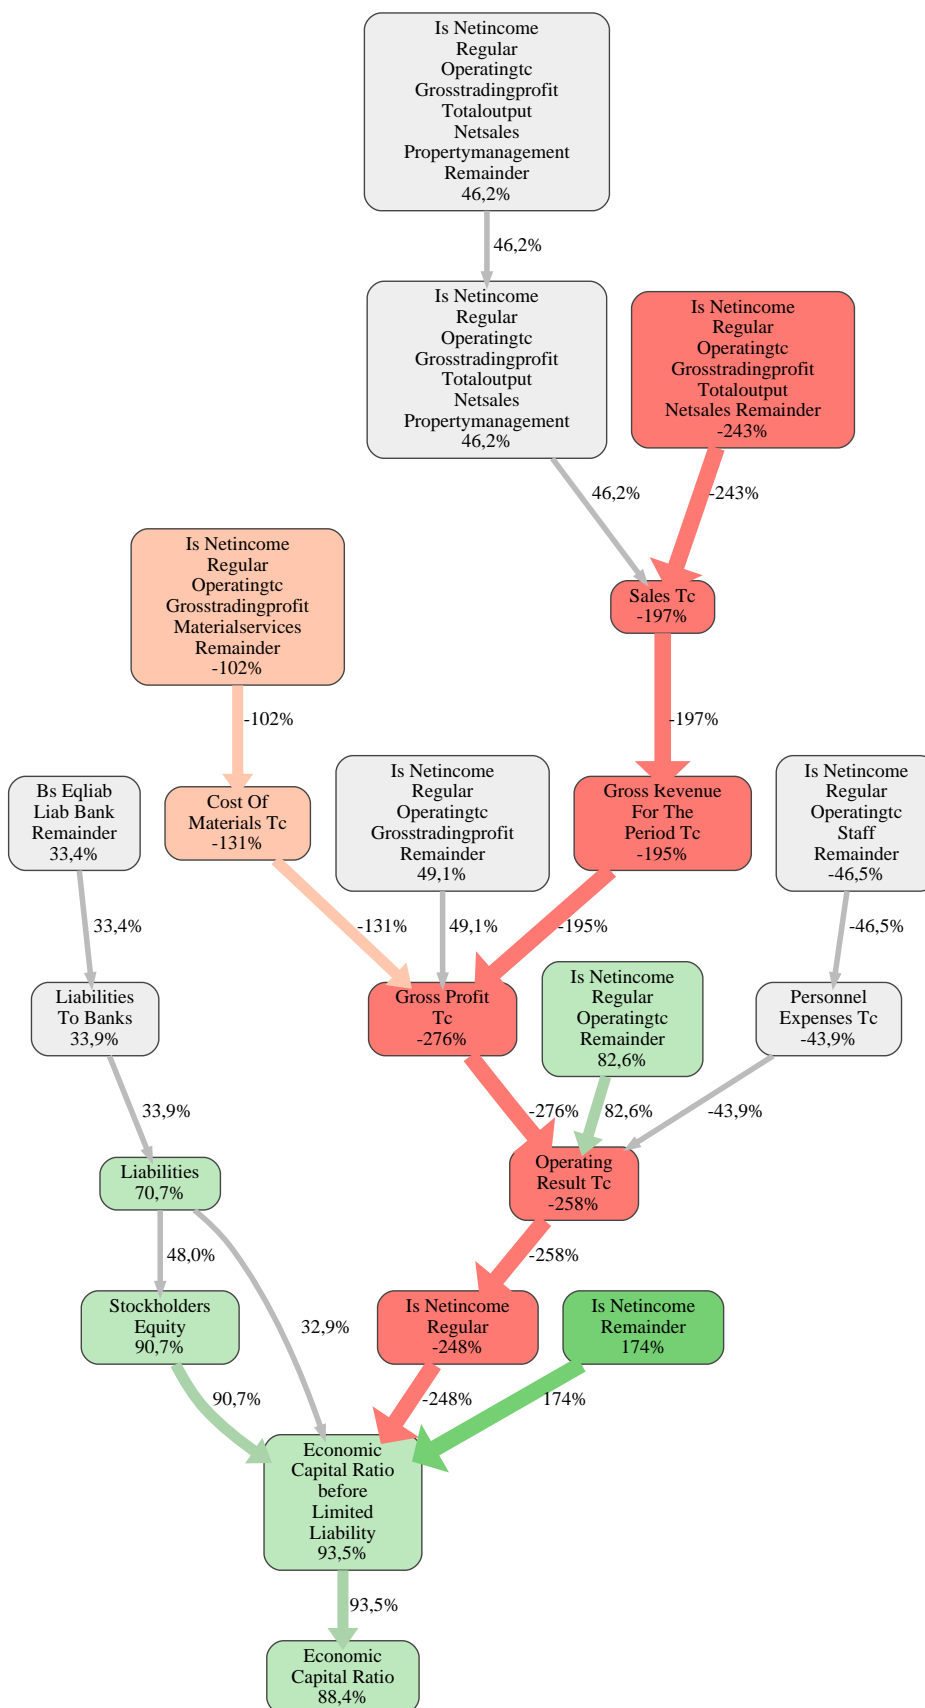 Is Netincome
Regular
Operatingtc
Grosstradingprofit
Totaloutput
Netsales
Propertymanagement
Remainder
46,2%
46,2%
Is Netincome
Regular
Operatingtc
Grosstradingprofit
Totaloutput
Netsales
Propertymanagement
46,2%
Is Netincome
Regular
Operatingtc
Grosstradingprofit
Totaloutput
Netsales Remainder
-243%
46,2%
-243%
Is Netincome
Regular
Operatingtc
Grosstradingprofit
Materialservices
Remainder
-102%
Sales Tc
-197%
-102%
-197%
Bs Eqliab
Liab Bank
Remainder
33,4%
Cost Of
Materials Tc
-131%
Is Netincome
Regular
Operatingtc
Grosstradingprofit
Remainder
49,1%
Gross Revenue
For The
Period Tc
-195%
Is Netincome
Regular
Operatingtc
Staff
Remainder
-46,5%
33,4%
-131%
49,1%
-195%
-46,5%
Liabilities
To Banks
33,9%
Gross Profit
Tc
-276%
Is Netincome
Regular
Operatingtc
Remainder
82,6%
Personnel
Expenses Tc
-43,9%
33,9%
-276%
82,6%
-43,9%
Liabilities
70,7%
Operating
Result Tc
-258%
48,0%
-258%
Stockholders
Equity
90,7%
32,9%
Is Netincome
Regular
-248%
Is Netincome
Remainder
174%
90,7%
-248%
174%
Economic
Capital Ratio
before
Limited
Liability
93,5%
93,5%
Economic
Capital Ratio
88,4%